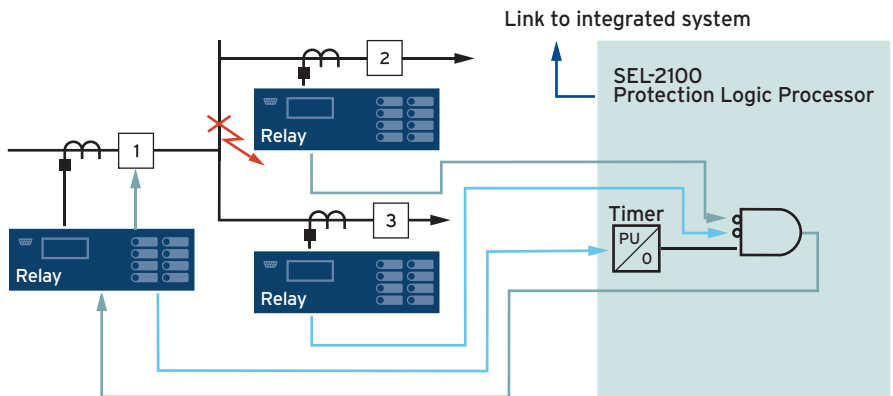 Link to integrated system
SEL-2100
Protection Logic Processor
2
Relay
1
Timer
PU
0
3
Relay
Relay